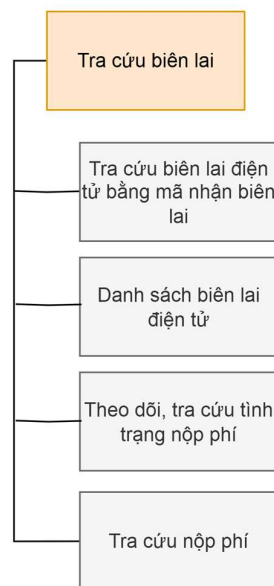 Tra cứu biên lai
Tra cứu biên lai điện
tử bằng mã nhận biên
lai
Danh sách biên lai
điện tử
Theo dõi, tra cứu tình
trạng nộp phí
Tra cứu nộp phí